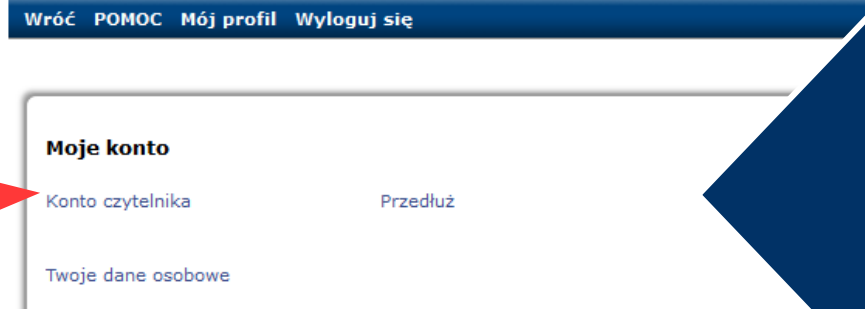 Wróć POMOC Mój profil Wyloguj się
Moje konto
Konto czytelnika Przedłuż
Twoje dane osobowe